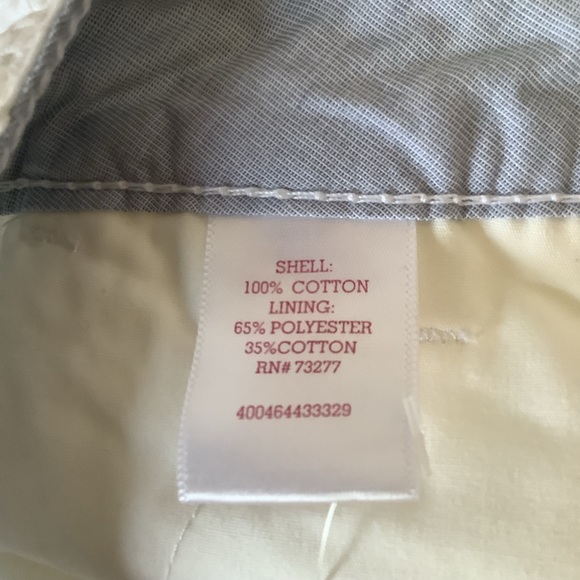 SHELL:
100% COTTON
LINING:
65% POLYESTER
35%COTTON
RN# 73277
400464433329